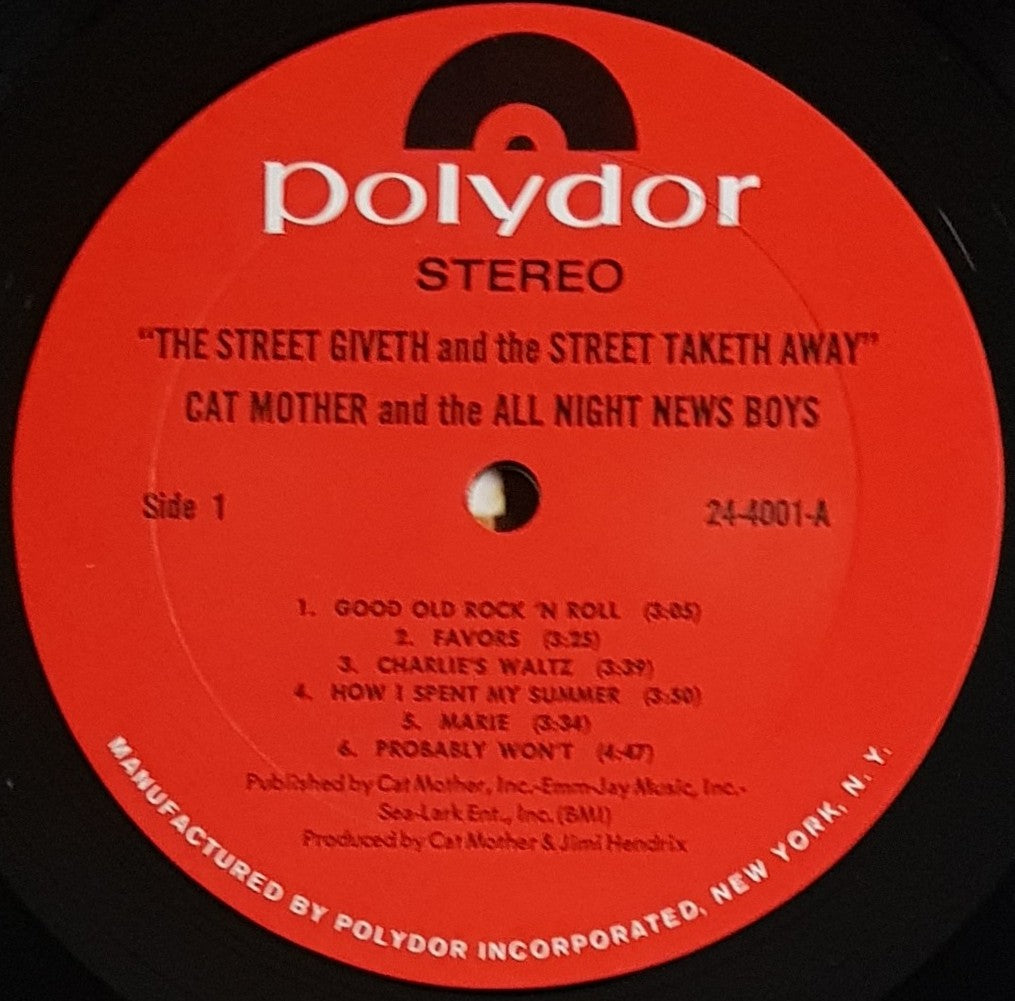 polydor
STEREO
"THE STREET GIVETH and the STREET TAKETH AWAY"
CAT MOTHER and the ALL NIGHT NEWS BOYS
Side 1
24-4001-A
1. GOOD OLD ROCK 'N ROLL (3:05)
2. FAVORS (3:25)
3. CHARLIE'S WALTZ (3:39)
4. HOW I SPENT MY SUMMER (3:50)
5. MARIE (3:34)
6. PROBABLY WON'T (4:47)
Published by Cat Mother, Inc.-Emm-Jay Music, Inc.-
Sea-Lark Ent., Inc. (BMI)
Produced by Cat Mother & Jimi Hendrix
MANUFACTURED BY POLYDOR INCORPORATED, NEW YORK, N. Y.